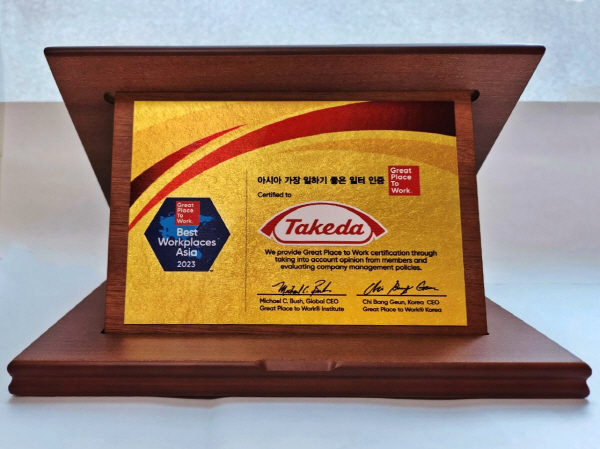 아시아 가장 일하기 좋은 일터 인증
Great
Place
To
Work.
Certified to
Takeda
Great
Place
To
Work.
Best
Workplaces™
Asia
2023
We provide Great Place to Work certification through
taking into account opinion from members and
evaluating company management policies.
Michael C. Bush, Global CEO
Great Place to Work® Institute
Chi Bang Geun, Korea CEO
Great Place to Work® Korea